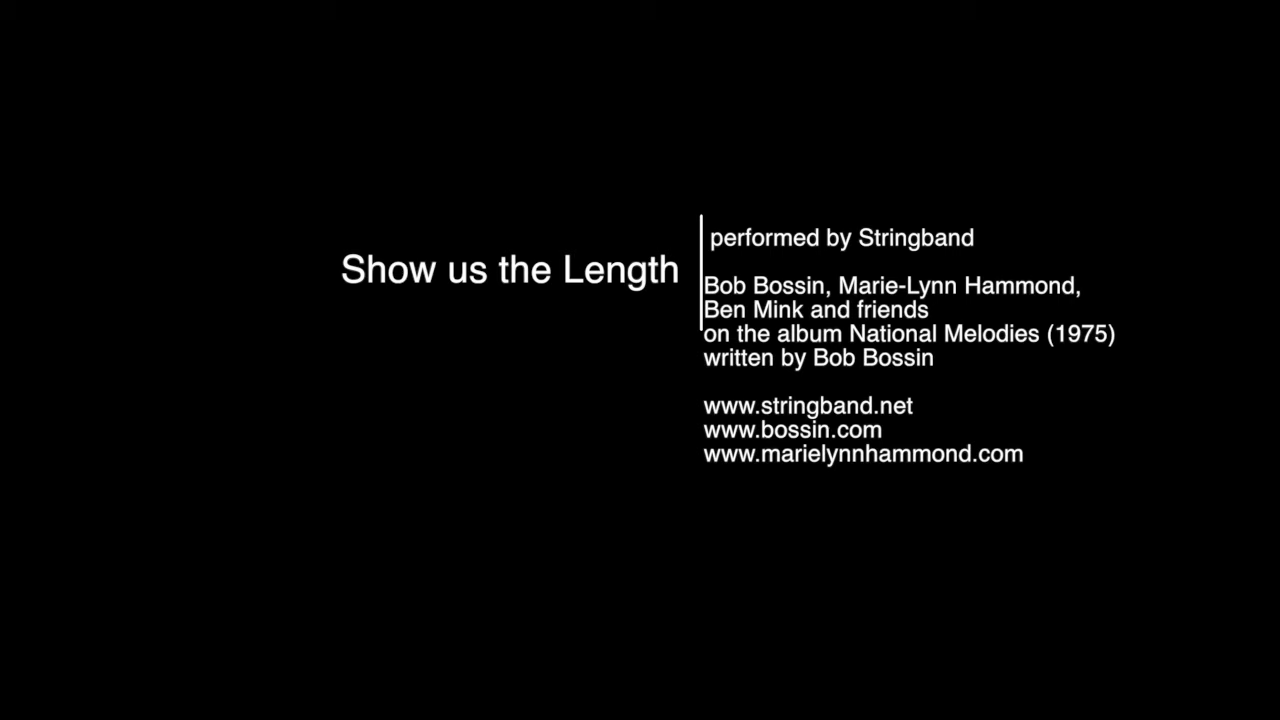 Show us the Length
performed by Stringband
Bob Bossin, Marie-Lynn Hammond,
Ben Mink and friends
on the album National Melodies (1975)
written by Bob Bossin
www.stringband.net
www.bossin.com
www.marielynnhammond.com